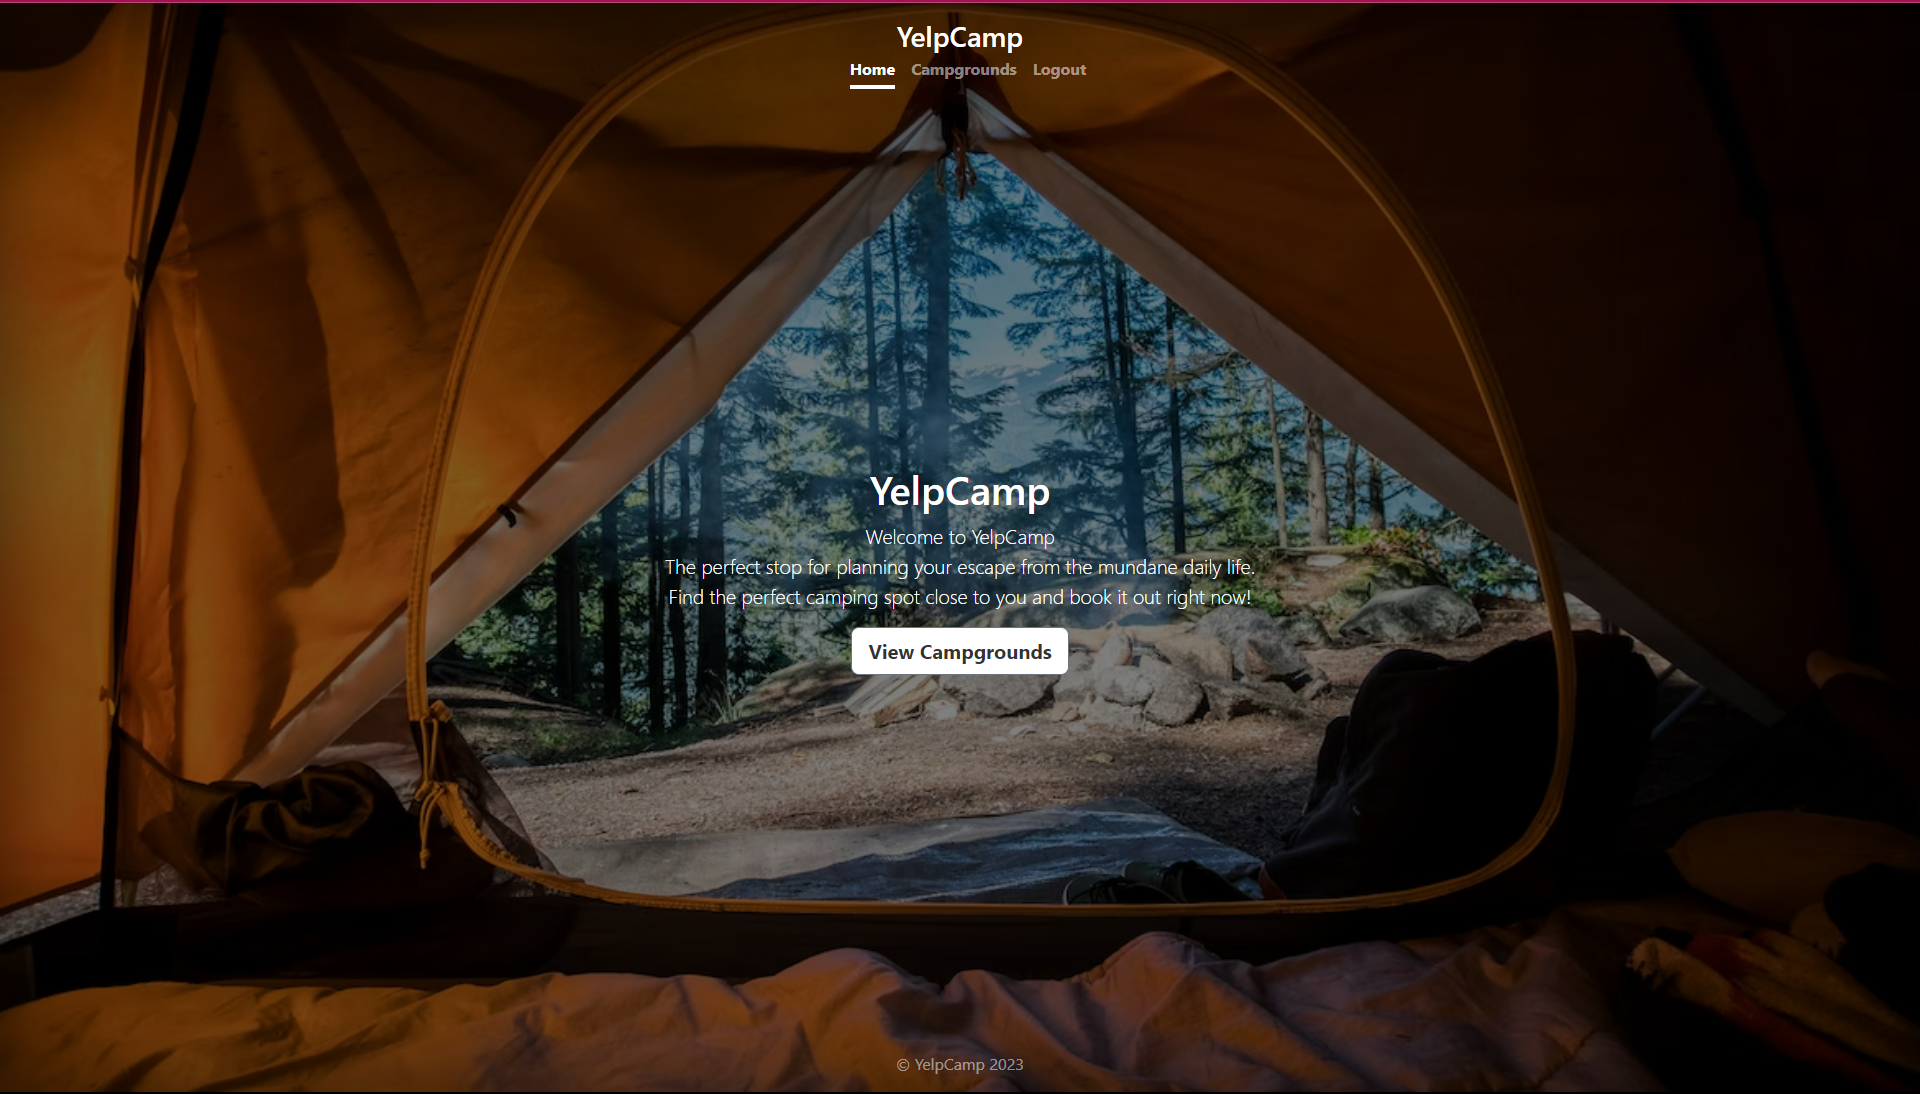 YelpCamp
Home Campgrounds Logout
YelpCamp
Welcome to YelpCamp
The perfect stop for planning your escape from the mundane daily life.
Find the perfect camping spot close to you and book it out right now!
View Campgrounds
© YelpCamp 2023